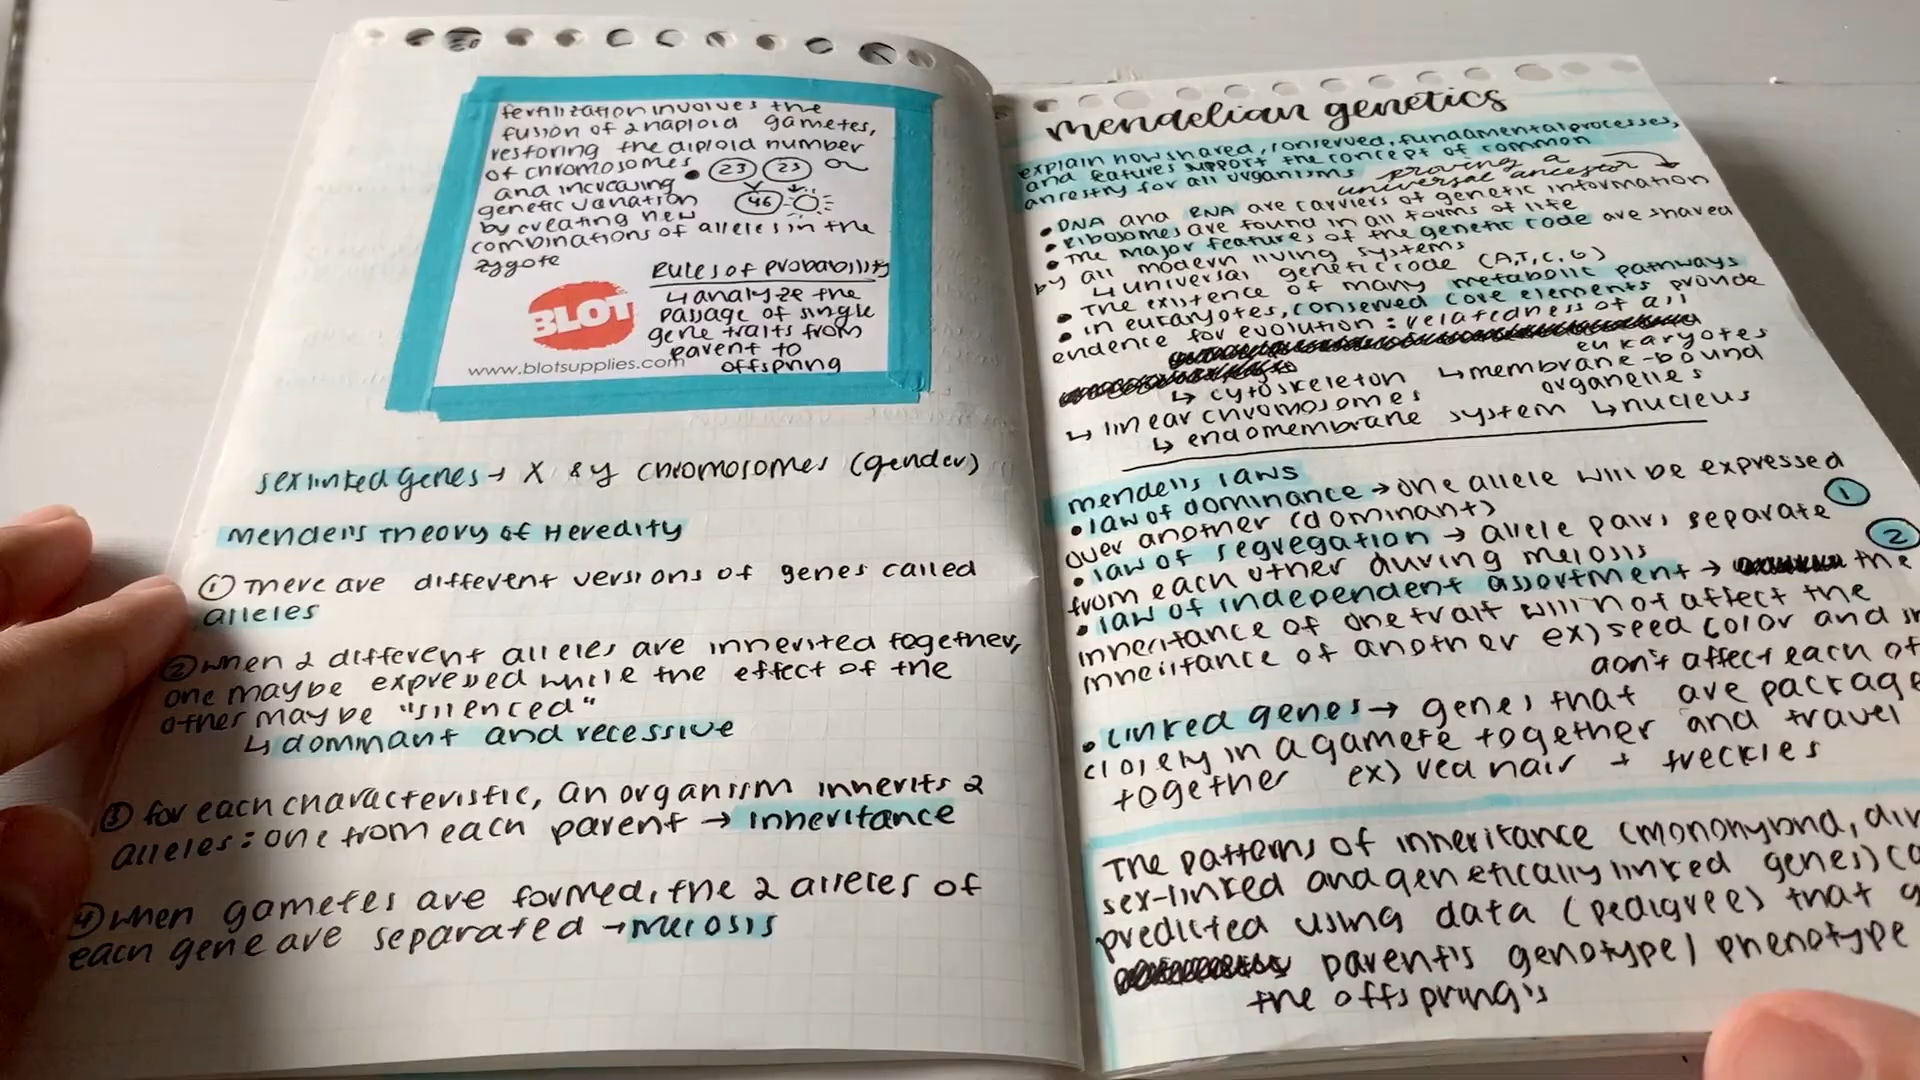 fertilization involves the
fusion of 2 haploid gametes,
restoring the diploid number
of chromosomes • 23 23
and increasing 46
genetic variation
by creating new
combinations of alleles in the
zygote
Rules of Probability
↳ analyze the
passage of single
gene traits from
parent to
offspring
BLOT
www.blotsupplies.com
sex linked genes → X & Y chromosomes (gender)
Mendel's Theory of Heredity
① There are different versions of genes called
alleles
② when 2 different alleles are inherited together,
one maybe expressed while the effect of the
other maybe "silenced"
↳ dominant and recessive
③ for each characteristic, an organism inherits 2
alleles: one from each parent → inheritance
④ when gametes are formed, the 2 alleles of
each gene are separated → meiosis
mendelian genetics
explain how shared, conserved, fundamental processes,
and features support the concept of common
ancestry for all organisms proving a
universal ancestor
• DNA and RNA are carriers of genetic information
• Ribosomes are found in all forms of life
• The major features of the genetic code are shared
by all modern living systems
↳ universal genetic code (A,T,C,G)
• The existence of many metabolic pathways
• in eukaryotes, conserved core elements provide
endence for evolution: relatedness of all
eukaryotes
↳ cytoskeleton ↳ membrane-bound
organelles
↳ linear chromosomes
↳ endomembrane system ↳ nucleus
mendel's laws
• law of dominance → one allele will be expressed
over another (dominant) ①
• law of segregation → allele pairs separate
from each other during meiosis ②
• law of independent assortment → the
inheritance of one trait will not affect the
inheritance of another ex) seed color and
don't affect each
• linked genes → genes that are package
closely in a gamete together and travel
together ex) red hair + freckles
The patterns of inheritance (monohybrid,
sex-linked and genetically linked genes)
predicted using data (pedigree) that
parent's genotype/phenotype
the offspring's